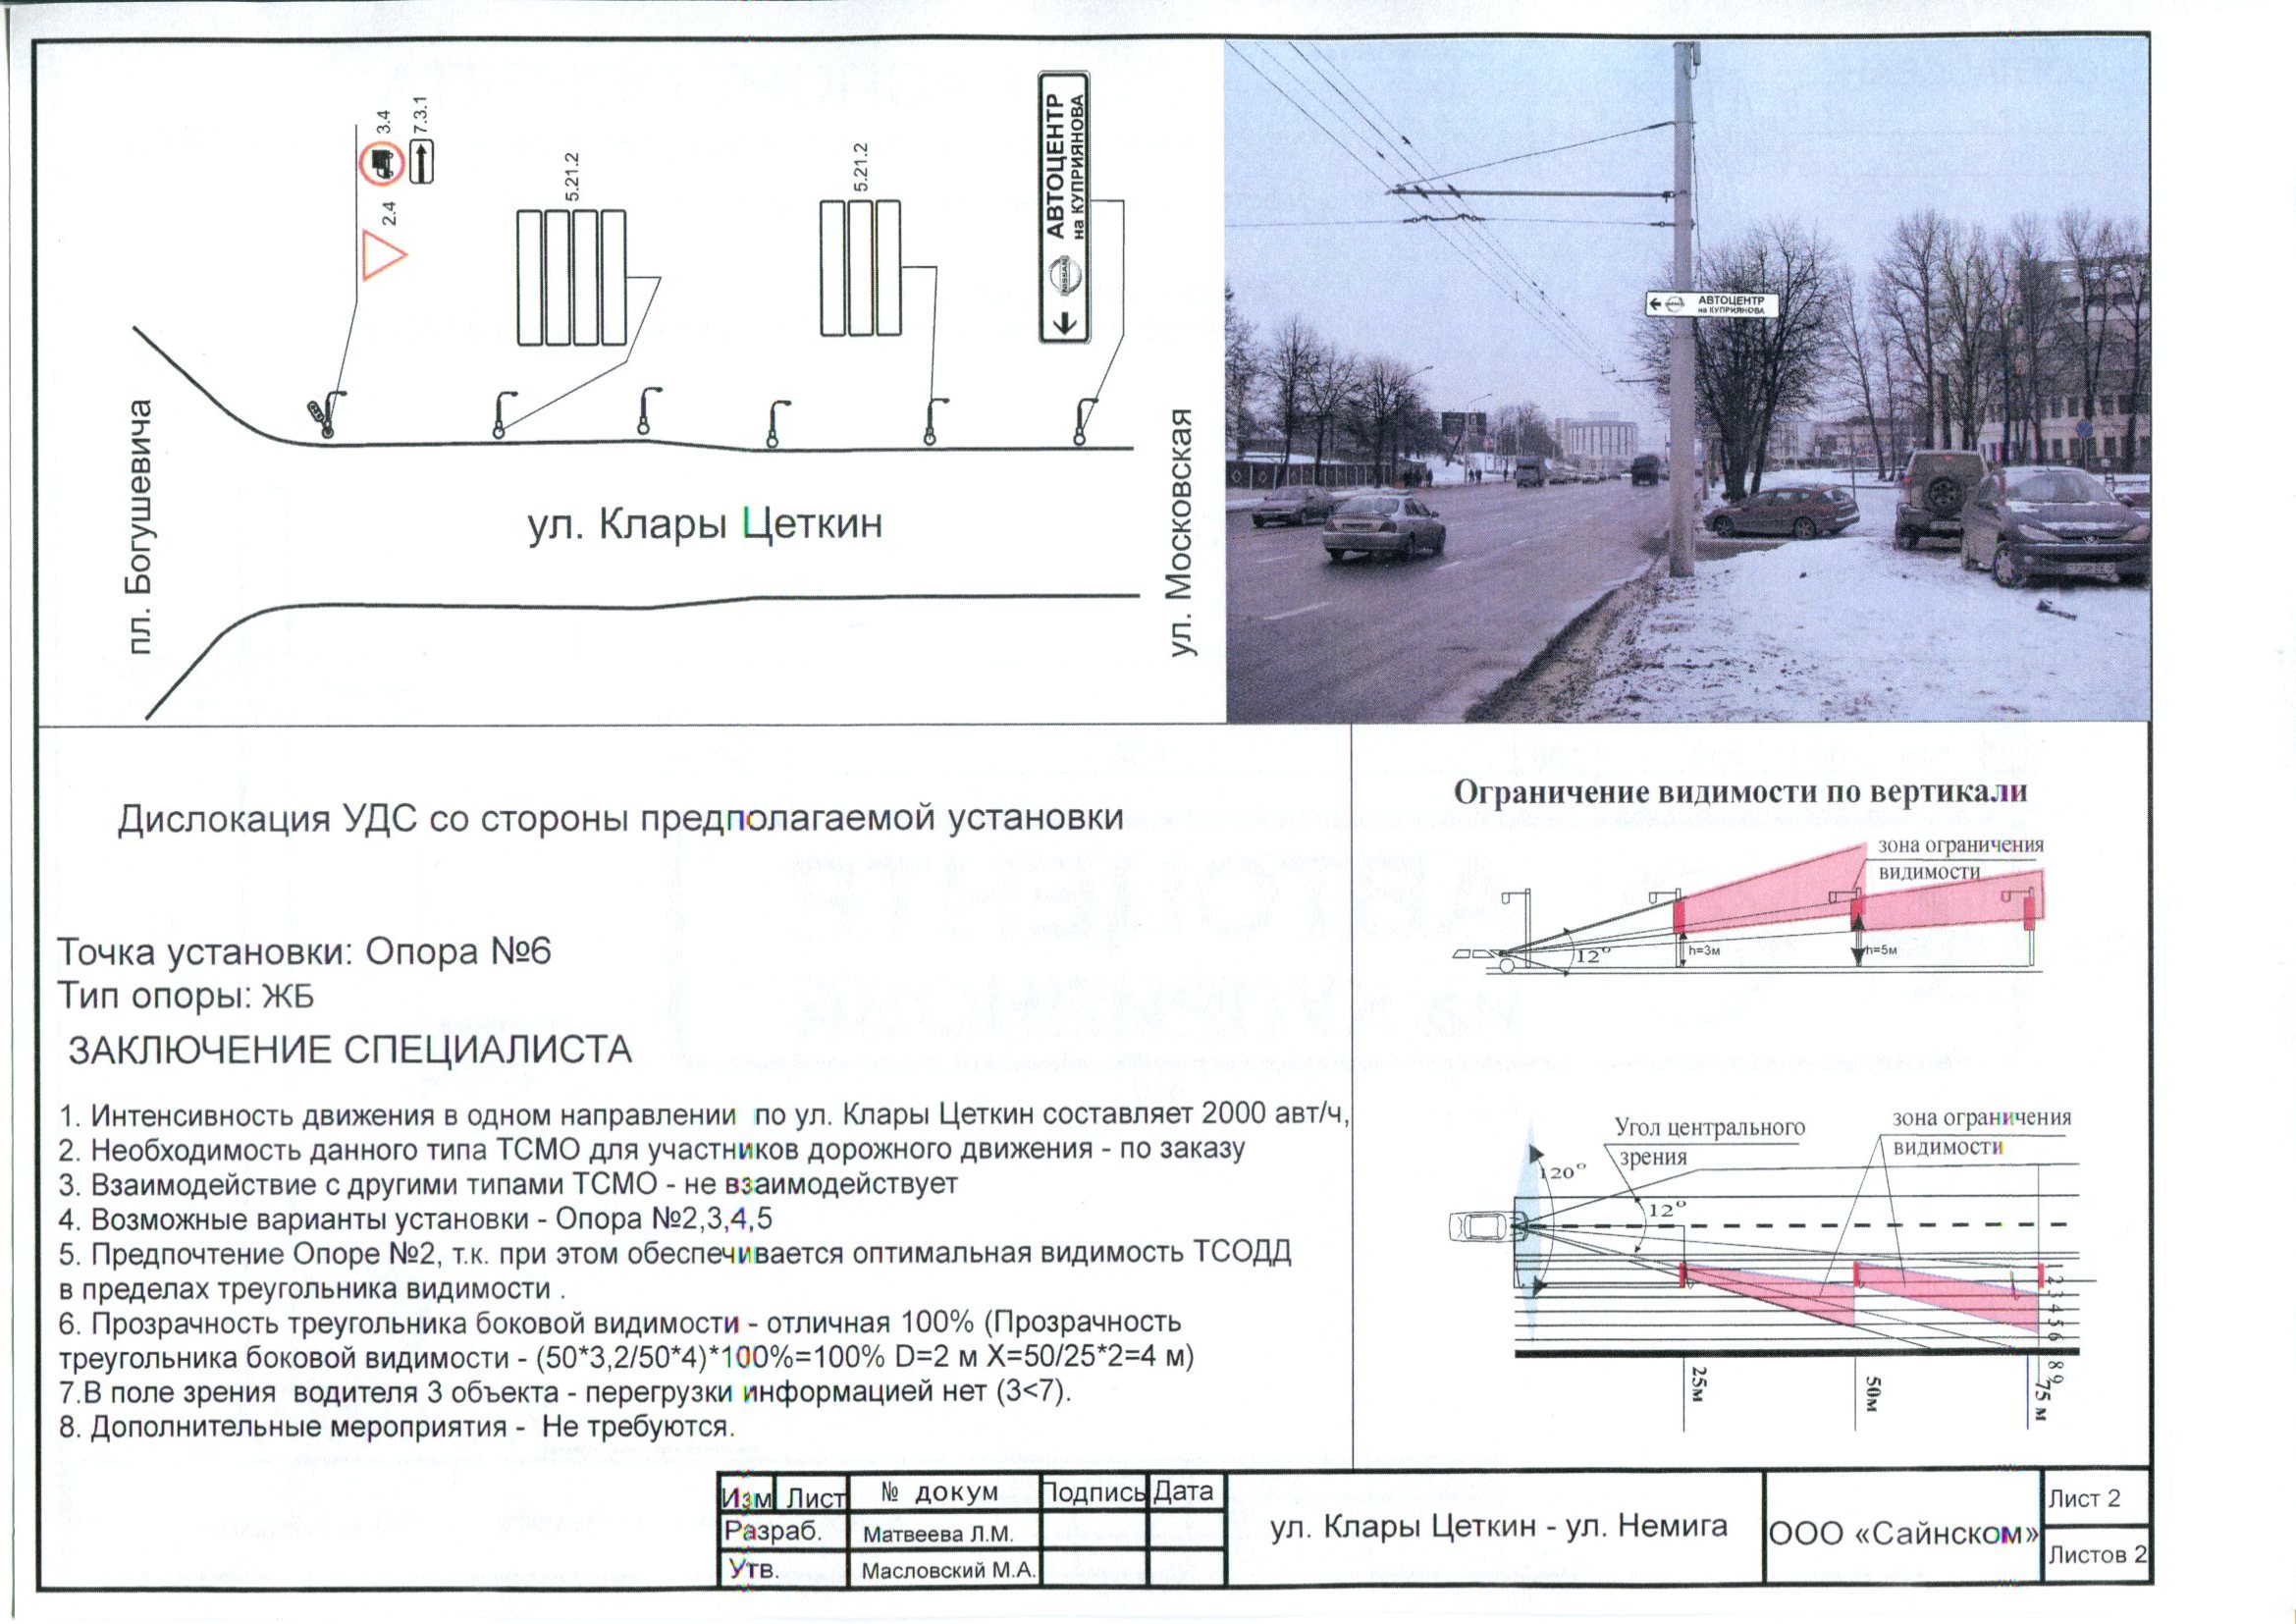 3.4
7.3.1
2.4
5.21.2
5.21.2
АВТОЦЕНТР
на КУПРИЯНОВА
NISSAN
пл. Богушевича
ул. Клары Цеткин
ул. Московская
АВТОЦЕНТР
на КУПРИЯНОВА
Дислокация УДС со стороны предполагаемой установки
Точка установки: Опора №6
Тип опоры: ЖБ
ЗАКЛЮЧЕНИЕ СПЕЦИАЛИСТА
1. Интенсивность движения в одном направлении по ул. Клары Цеткин составляет 2000 авт/ч,
2. Необходимость данного типа ТСМО для участников дорожного движения - по заказу
3. Взаимодействие с другими типами ТСМО - не взаимодействует
4. Возможные варианты установки - Опора №2,3,4,5
5. Предпочтение Опоре №2, т.к. при этом обеспечивается оптимальная видимость ТСОДД
в пределах треугольника видимости .
6. Прозрачность треугольника боковой видимости - отличная 100% (Прозрачность
треугольника боковой видимости - (50*3,2/50*4)*100%=100% D=2 м X=50/25*2=4 м)
7.В поле зрения водителя 3 объекта - перегрузки информацией нет (3<7).
8. Дополнительные мероприятия - Не требуются.
Ограничение видимости по вертикали
зона ограничения
видимости
12°
h=3м
h=5м
Угол центрального
зрения
зона ограничения
видимости
120°
12°
1 2 3 4 5 6
8 9
25м
50м
75 м
Изм Лист № докум Подпись Дата
Разраб. Матвеева Л.М.
Утв. Масловский М.А.
ул. Клары Цеткин - ул. Немига
ООО «Сайнском»
Лист 2
Листов 2